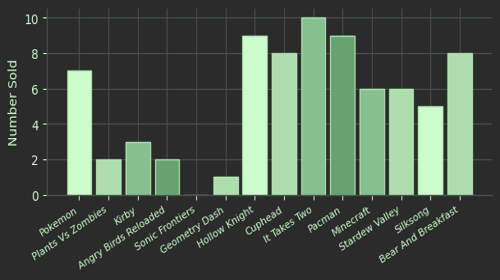 Number Sold
10
8
6
4
2
0
Pokemon
Plants Vs Zombies
Kirby
Angry Birds Reloaded
Sonic Frontiers
Geometry Dash
Hollow Knight
Cuphead
It Takes Two
Pacman
Minecraft
Stardew Valley
Silksong
Bear And Breakfast